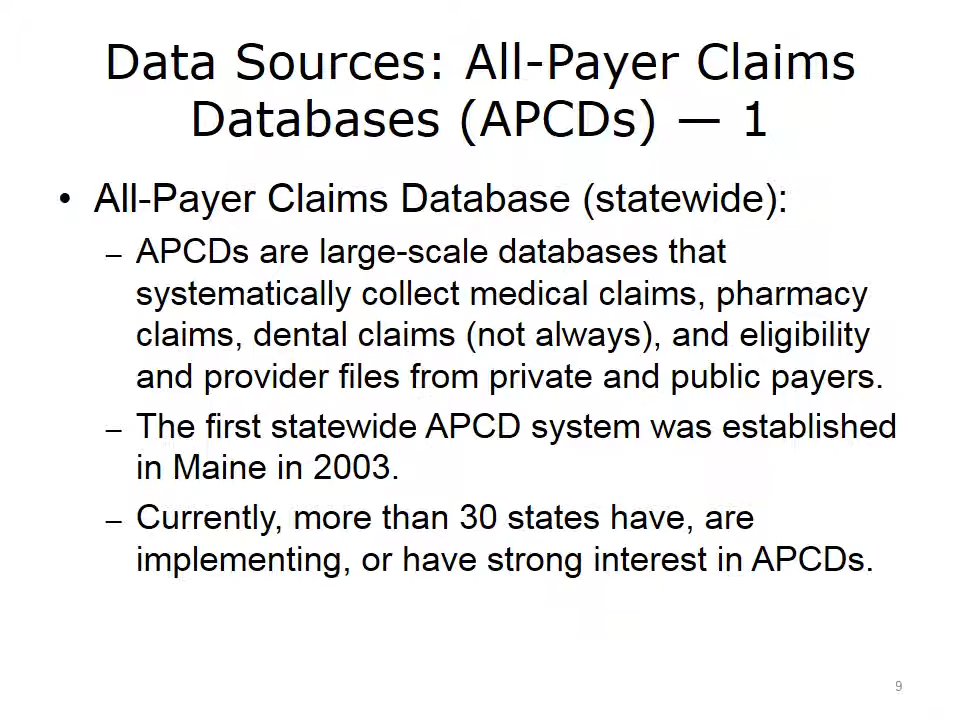 Data Sources: All-Payer Claims
Databases (APCDs) — 1
• All-Payer Claims Database (statewide):
– APCDs are large-scale databases that
systematically collect medical claims, pharmacy
claims, dental claims (not always), and eligibility
and provider files from private and public payers.
– The first statewide APCD system was established
in Maine in 2003.
– Currently, more than 30 states have, are
implementing, or have strong interest in APCDs.
9